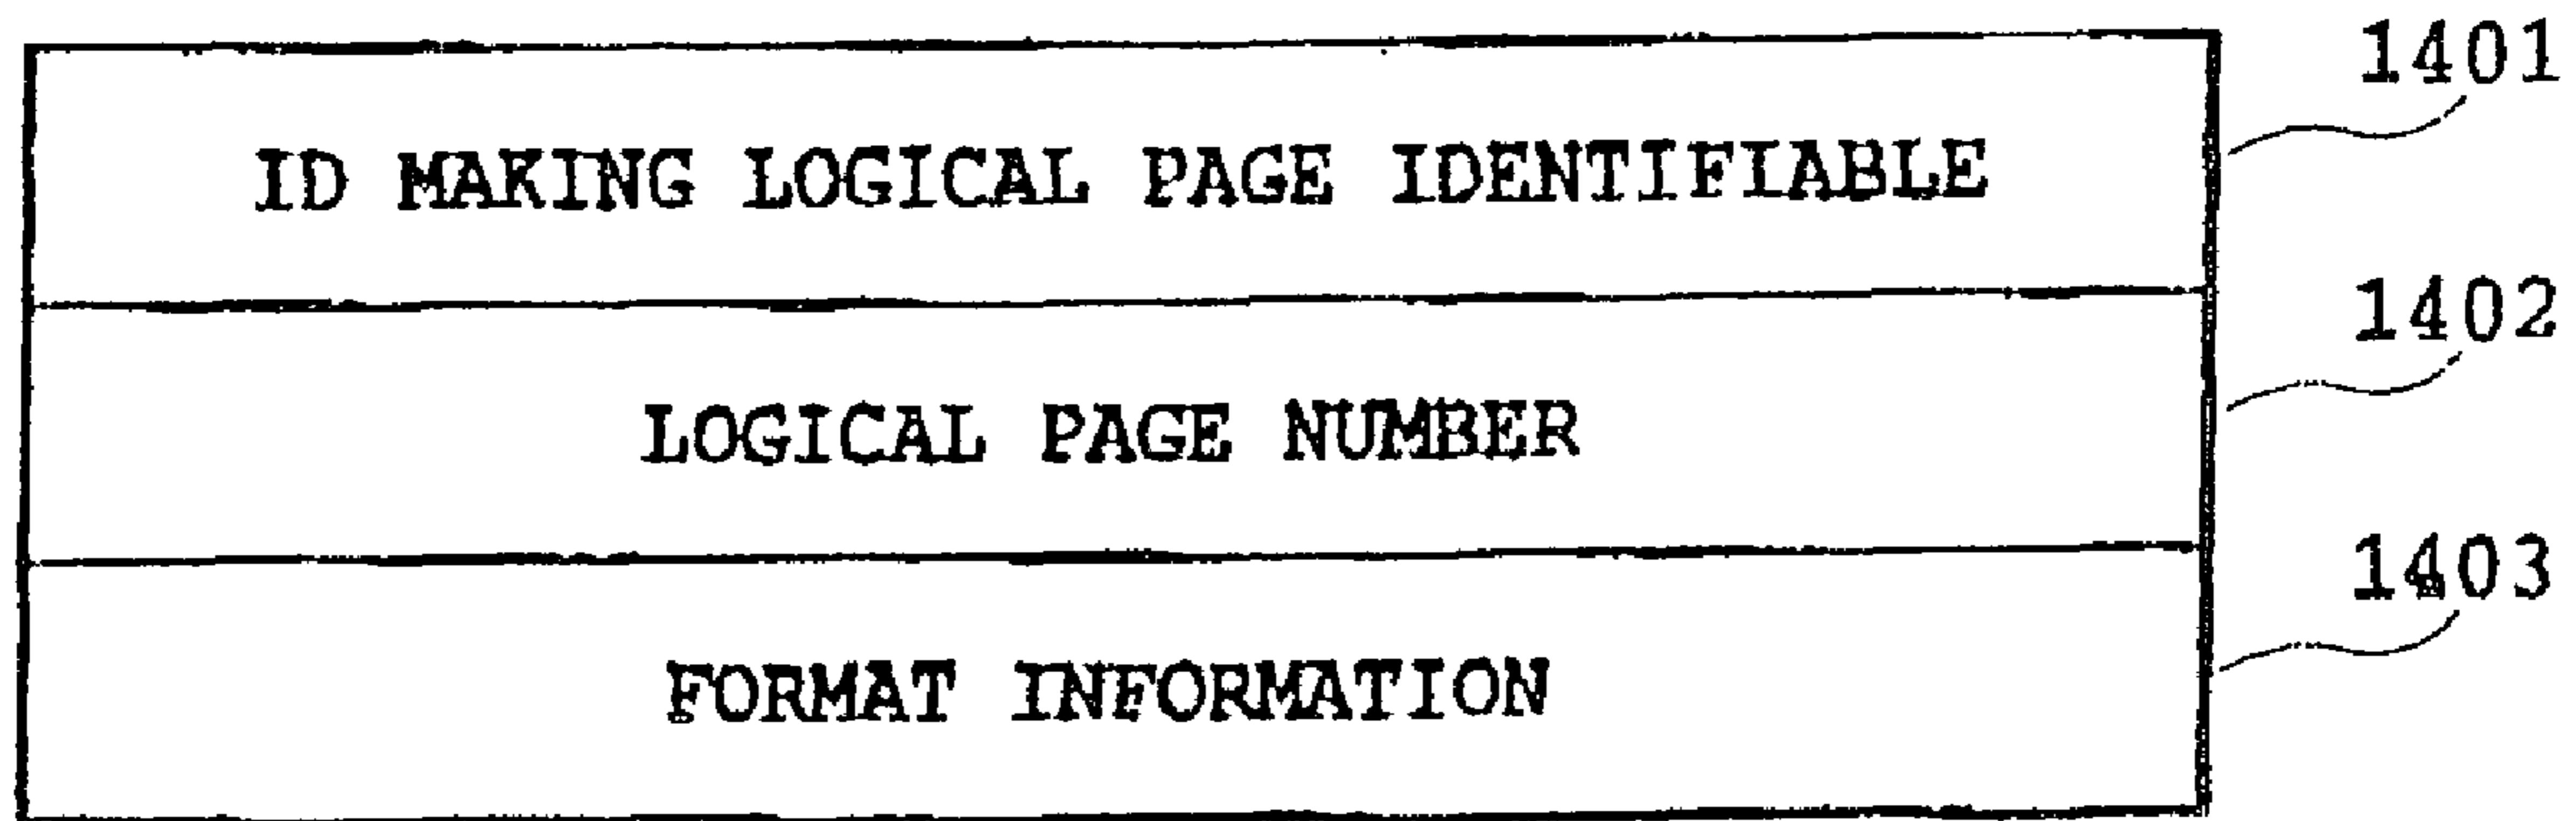 1401
ID MAKING LOGICAL PAGE IDENTIFIABLE
1402
LOGICAL PAGE NUMBER
1403
FORMAT INFORMATION